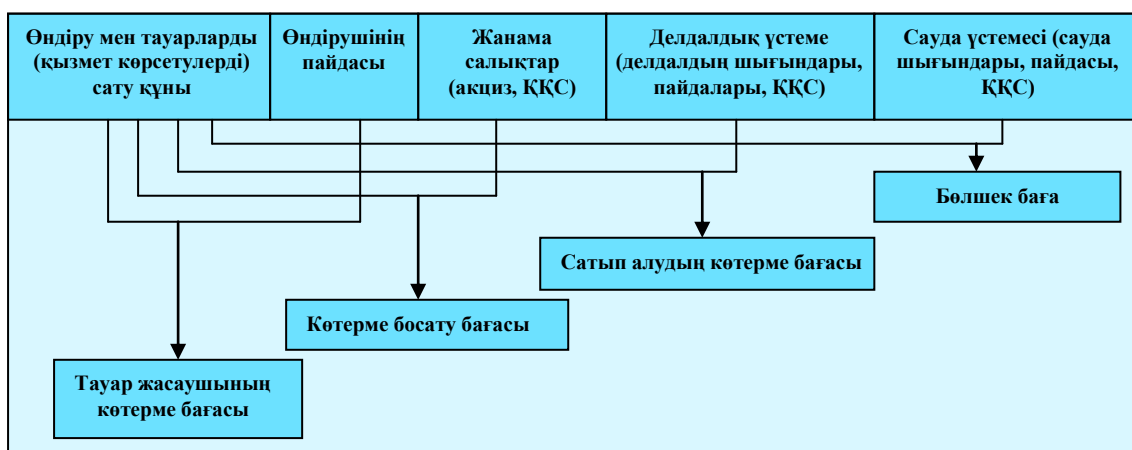 Өндіру мен тауарларды
(қызмет көрсетулерді)
сату құны
Өндірушінің
пайдасы
Жанама
салықтар
(акциз, ҚҚС)
Делдалдық үстеме
(делдалдың шығындары,
пайдалары, ҚҚС)
Сауда үстемесі (сауда
шығындары, пайдасы,
ҚҚС)
Бөлшек баға
Сатып алудың көтерме бағасы
Көтерме босату бағасы
Тауар жасаушының
көтерме бағасы